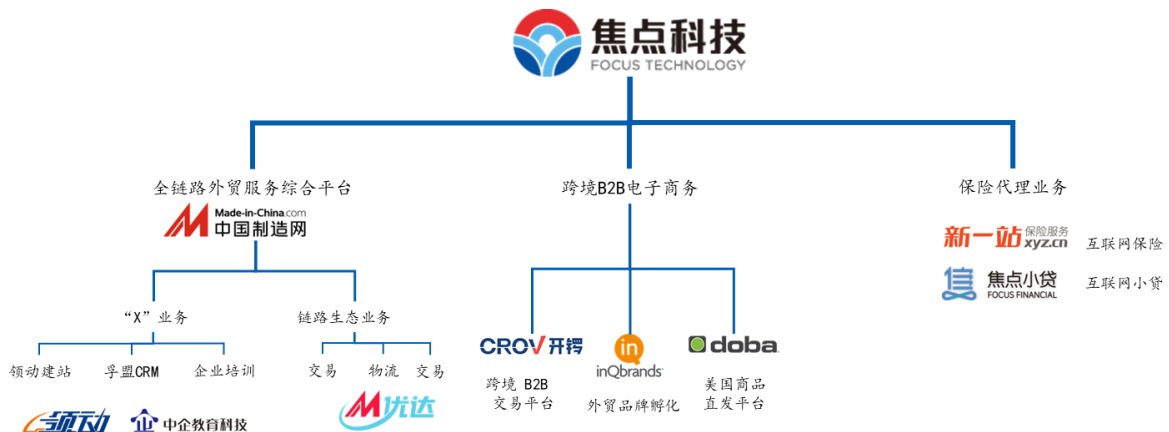 焦点科技
FOCUS TECHNOLOGY
全链路外贸服务综合平台
Made-in-China.com
中国制造网
跨境B2B电子商务
保险代理业务
新一站 保险服务 xyz.cn
互联网保险
焦点小贷
FOCUS FINANCIAL
互联网小贷
“X”业务
链路生态业务
领动建站
孚盟CRM
企业培训
交易
物流
交易
领动
中企教育科技
优达
CROV开锣
跨境 B2B
交易平台
in
inQbrands
外贸品牌孵化
doba
美国商品
直发平台